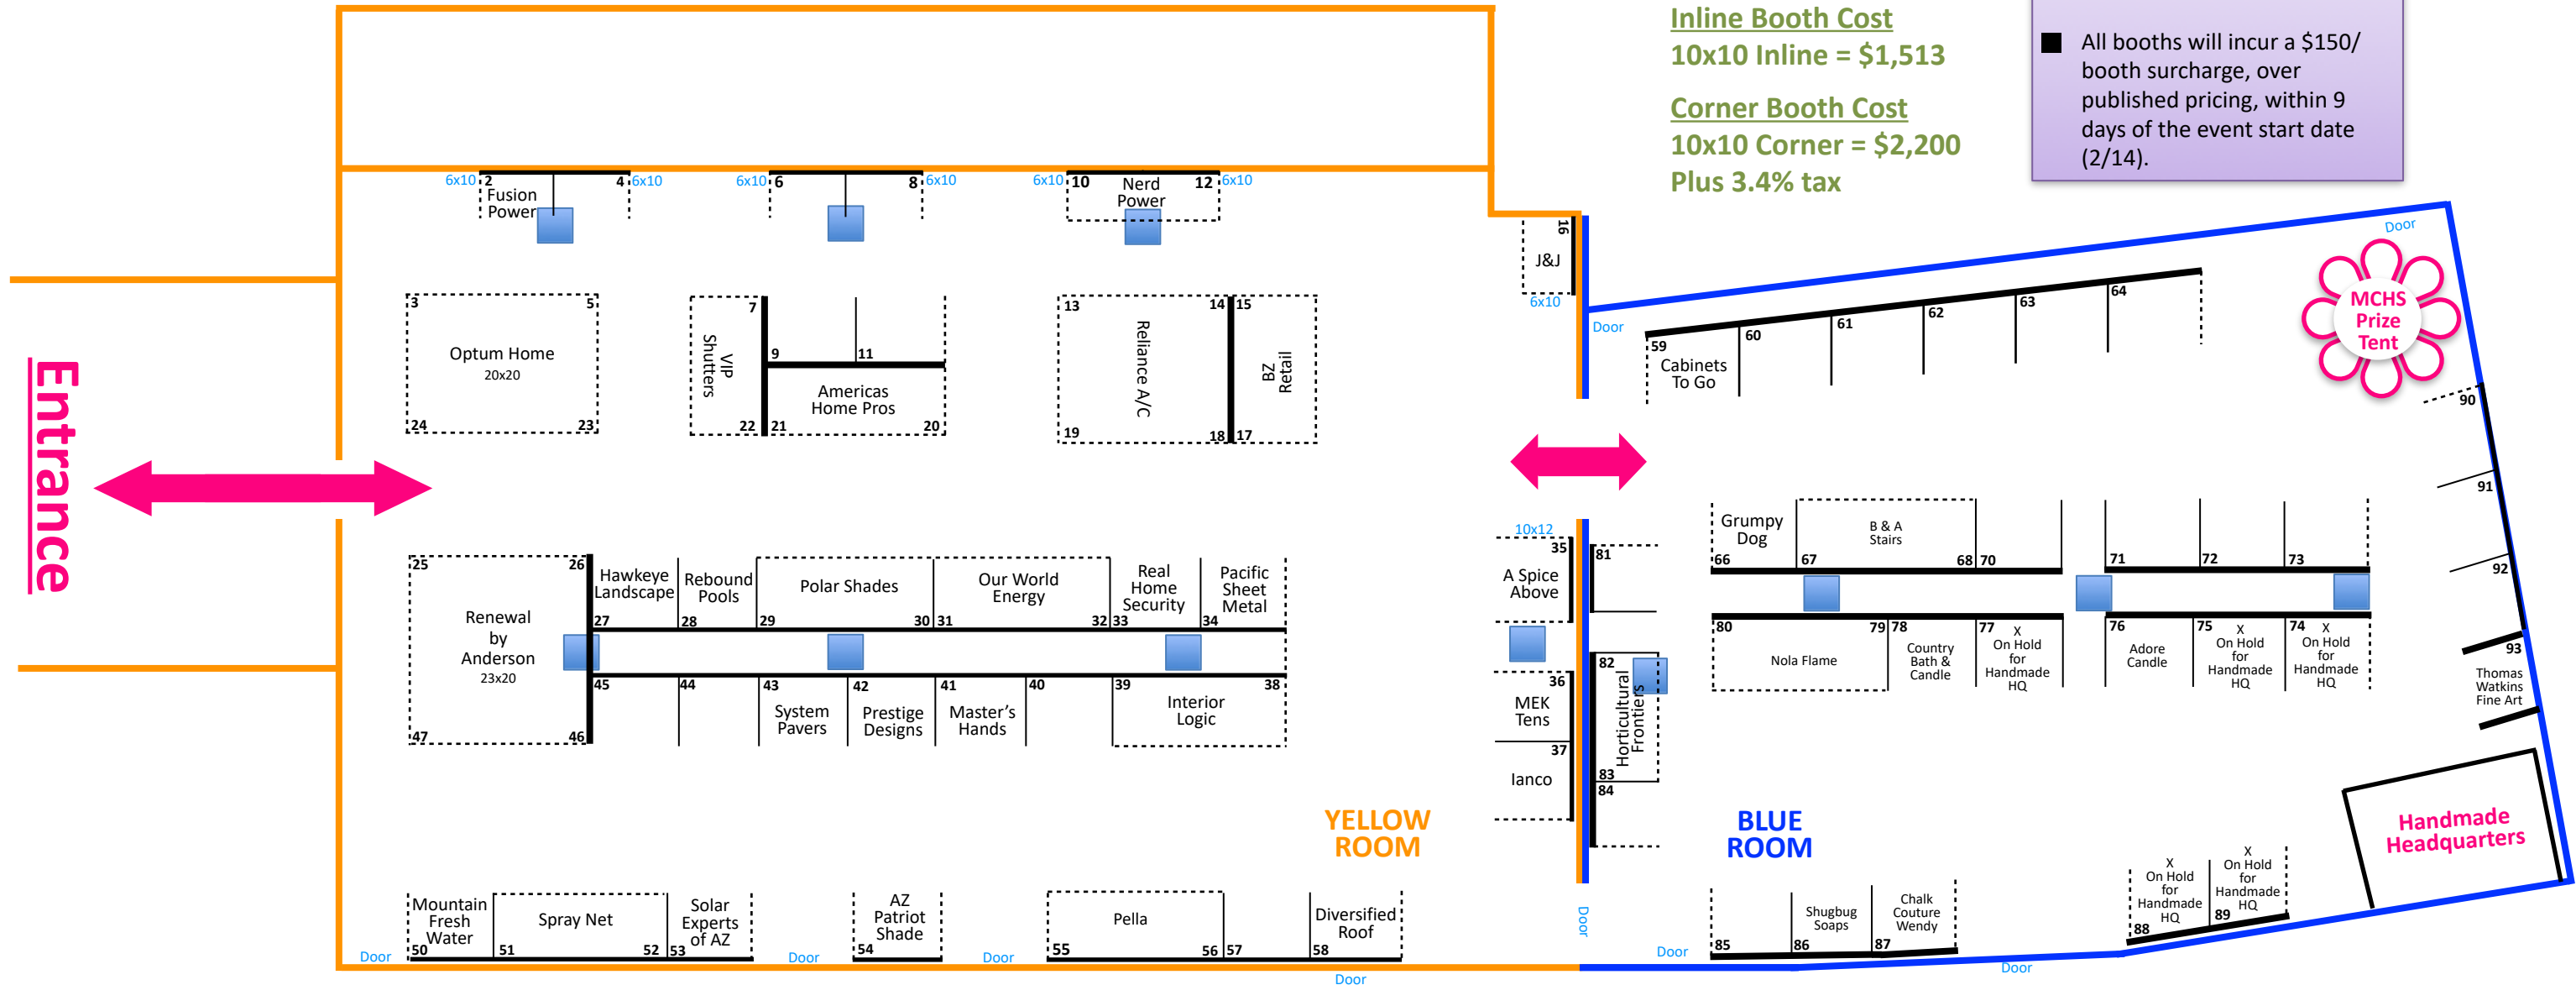 Inline Booth Cost
10x10 Inline = $1,513
Corner Booth Cost
10x10 Corner = $2,200
Plus 3.4% tax
All booths will incur a $150/
booth surcharge, over
published pricing, within 9
days of the event start date
(2/14).
6x10 2 4 6x10
Fusion
Power
6x10 6 8 6x10
6x10 10 12 6x10
Nerd
Power
16
J&J
6x10
3 5
Optum Home
20x20
24 23
7
VIP
Shutters
22
9 11
Americas
Home Pros
21 20
13 14
Reliance A/C
19 18
15
BZ
Retail
17
Entrance
25 26
Renewal
by
Anderson
23x20
47 46
Hawkeye
Landscape
27
Rebound
Pools
28
Polar Shades
29 30
Our World
Energy
31 32
Real
Home
Security
33
Pacific
Sheet
Metal
34
45
44
43
System
Pavers
42
Prestige
Designs
41
Master's
Hands
40
39 38
Interior
Logic
10x12
35
A Spice
Above
36
MEK
Tens
37
Ianco
YELLOW
ROOM
Mountain
Fresh
Water
50
Spray Net
51 52
Solar
Experts
of AZ
53
AZ
Patriot
Shade
54
Pella
55 56
57
Diversified
Roof
58
Door
Door
Door
Door
Door
Door
59
Cabinets
To Go
60
61
62
63
64
Door
MCHS
Prize
Tent
90
91
92
93
Thomas
Watkins
Fine Art
81
82
Horticultural
Frontiers
83
84
Grumpy
Dog
66
B & A
Stairs
67 68
70
71
72
73
80 79
Nola Flame
78
Country
Bath &
Candle
77
X
On Hold
for
Handmade
HQ
76
Adore
Candle
75
X
On Hold
for
Handmade
HQ
74
X
On Hold
for
Handmade
HQ
BLUE
ROOM
Handmade
Headquarters
85
Shugbug
Soaps
86
Chalk
Couture
Wendy
87
X
On Hold
for
Handmade
HQ
88
X
On Hold
for
Handmade
HQ
89
Door
Door